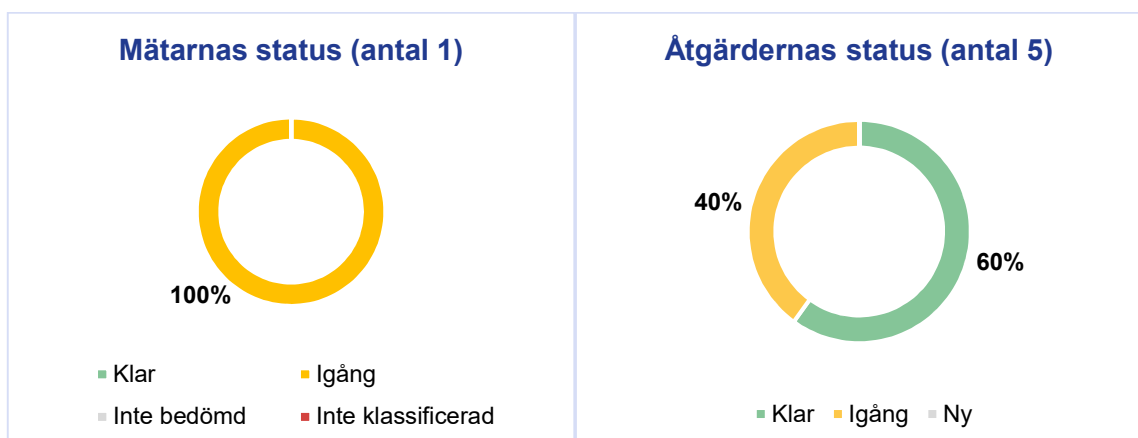 Mätarnas status (antal 1)
100%
Klar
Igång
Inte bedömd
Inte klassificerad
Åtgärdernas status (antal 5)
40%
60%
Klar
Igång
Ny